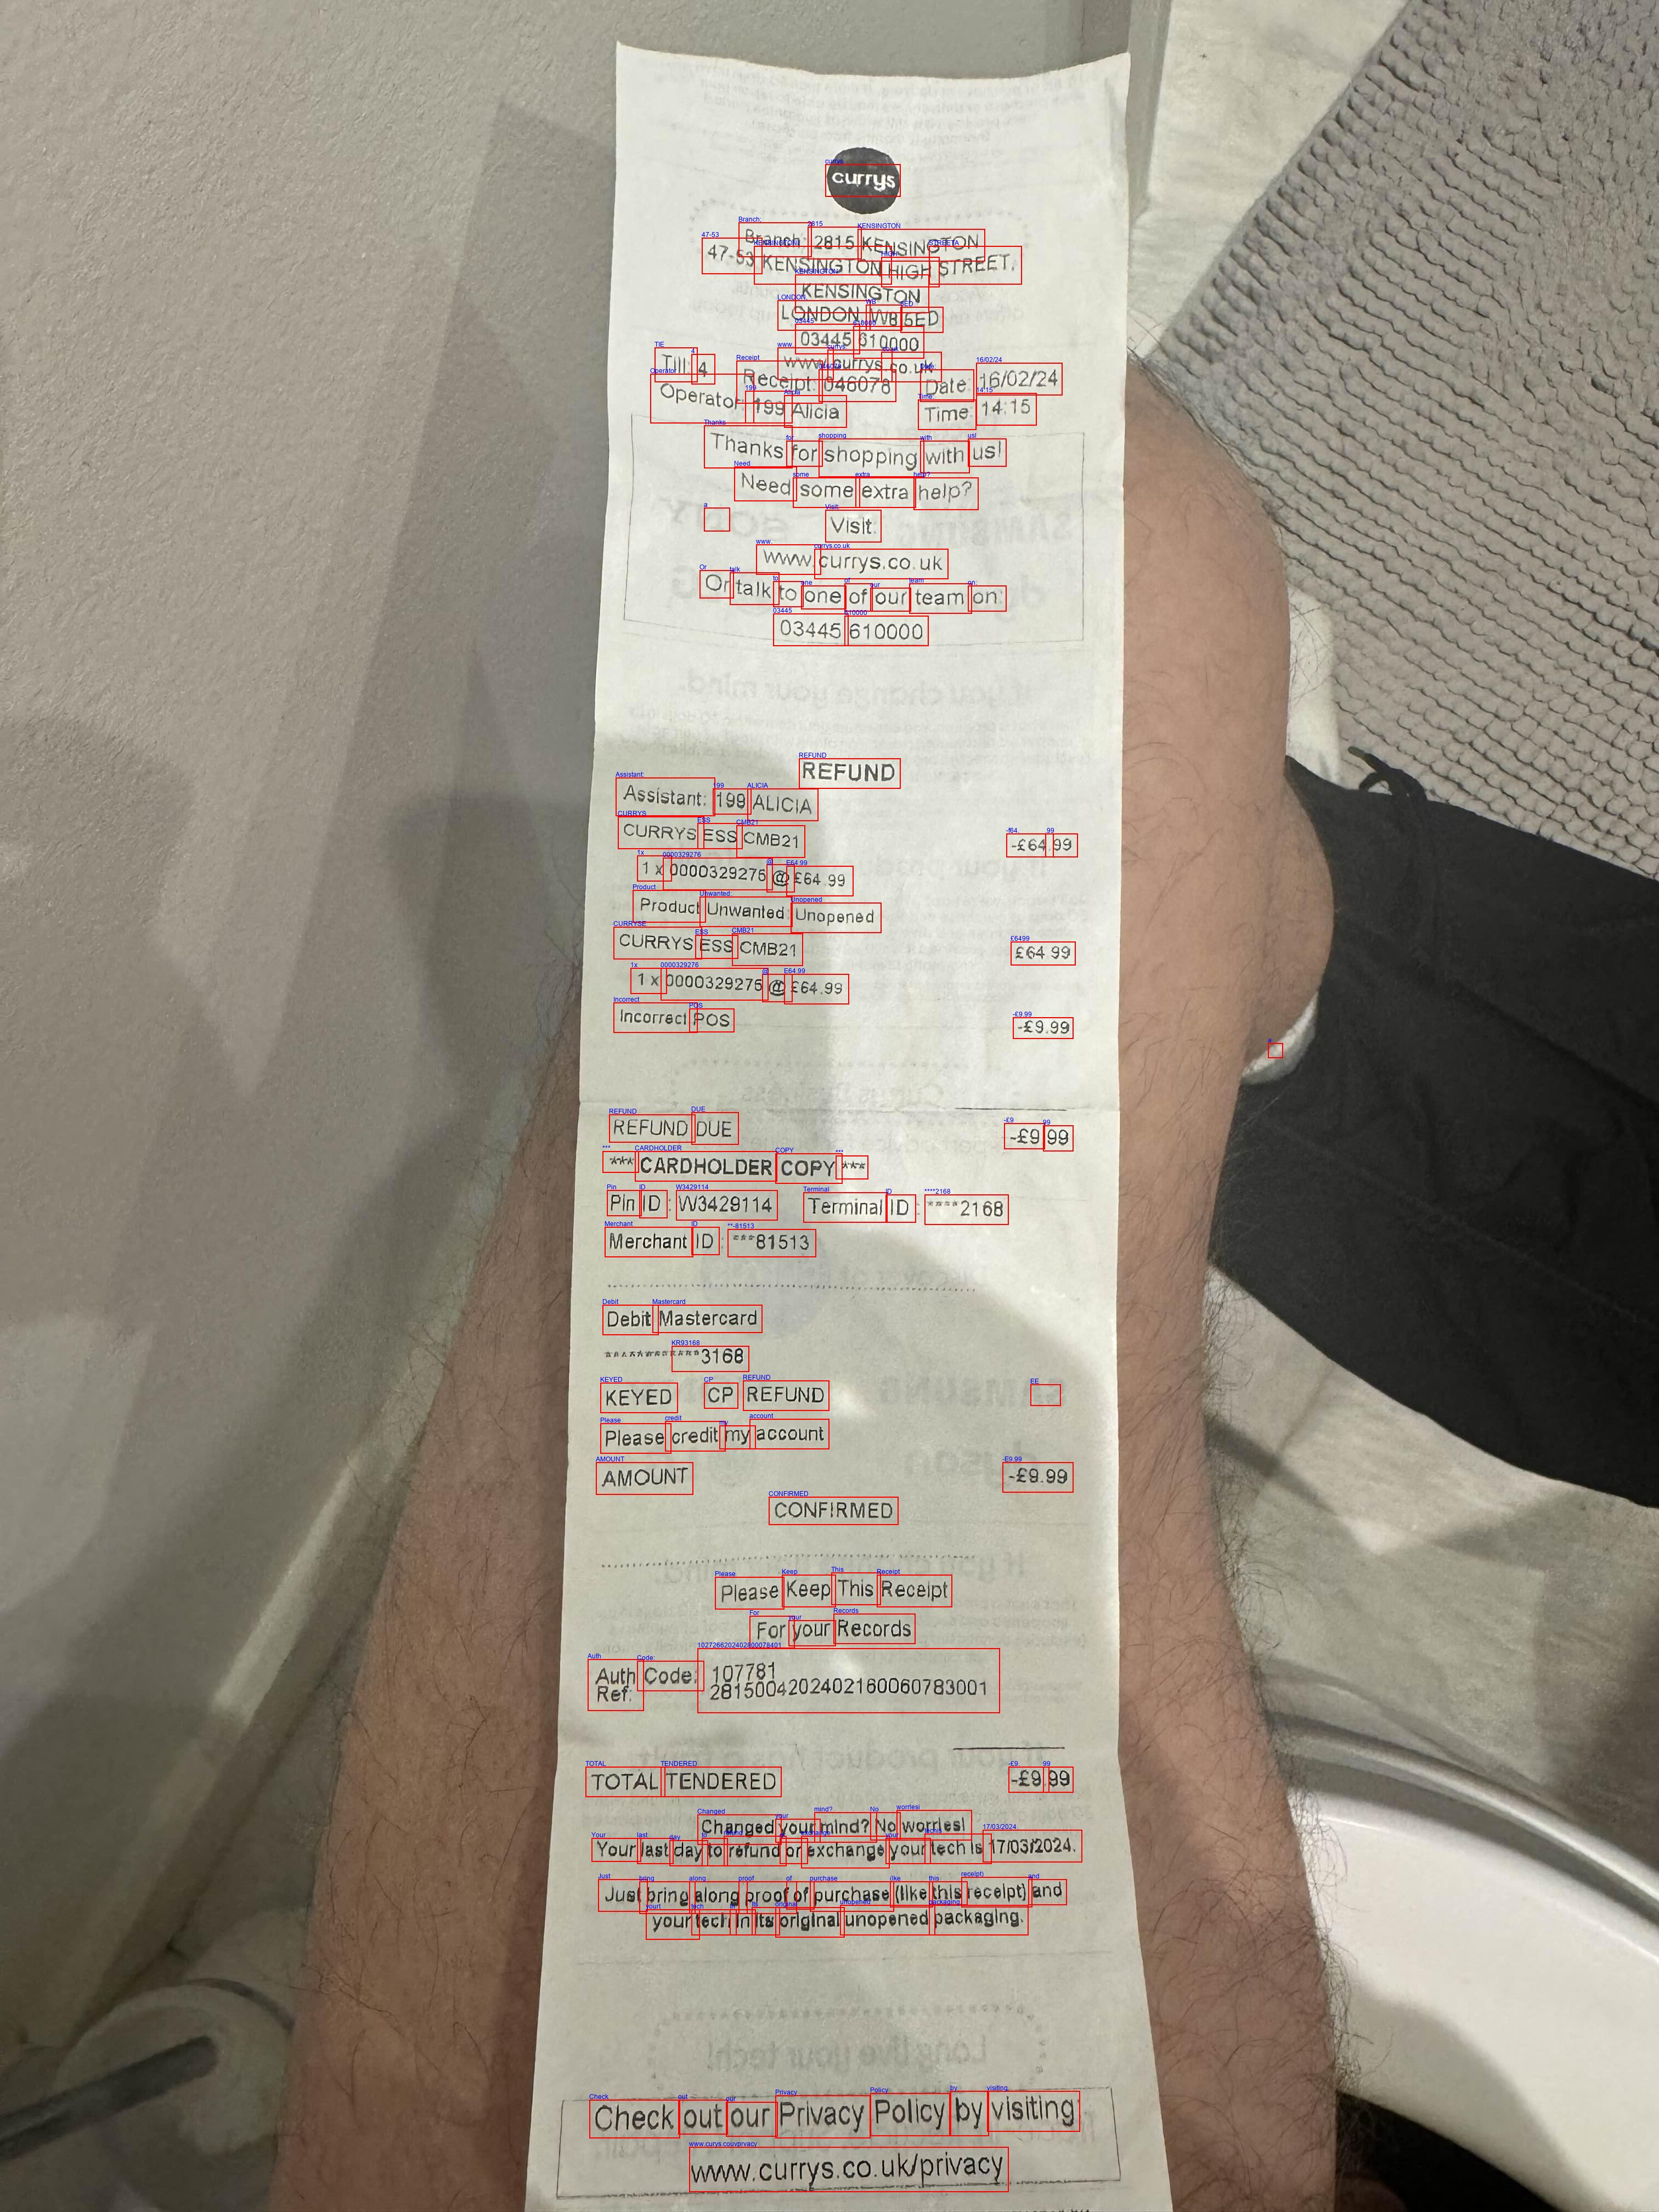 currys
Branch: 2815 KENSINGTON
47-53 KENSINGTON HIGH STREET,
KENSINGTON
LONDON W8 5ED
03445 610000
www.currys.co.uk
Till: 4 Receipt: 046078 Date: 16/02/24
Operator: 199 Alicia Time: 14:15
Thanks for shopping with us!
Need some extra help?
Visit:
www.currys.co.uk
Or talk to one of our team on:
03445 610000
REFUND
Assistant: 199 ALICIA
CURRYS ESS CMB21 -£64.99
1 x 0000329276 @ £64.99
Product Unwanted: Unopened
CURRYS ESS CMB21 £64.99
1 x 0000329276 @ £64.99
Incorrect POS -£9.99
REFUND DUE -£9.99
*** CARDHOLDER COPY ***
Pin ID : W3429114 Terminal ID : ****2168
Merchant ID : ***81513
Debit Mastercard
************3168
KEYED CP REFUND
Please credit my account
AMOUNT -£9.99
CONFIRMED
Please Keep This Receipt
For your Records
Auth Code: 107781
Ref: 2815004202402160060783001
TOTAL TENDERED -£9.99
Changed your mind? No worries!
Your last day to refund or exchange your tech is 17/03/2024.
Just bring along proof of purchase (like this receipt) and
your tech in its original unopened packaging.
Check out our Privacy Policy by visiting:
www.currys.co.uk/privacy